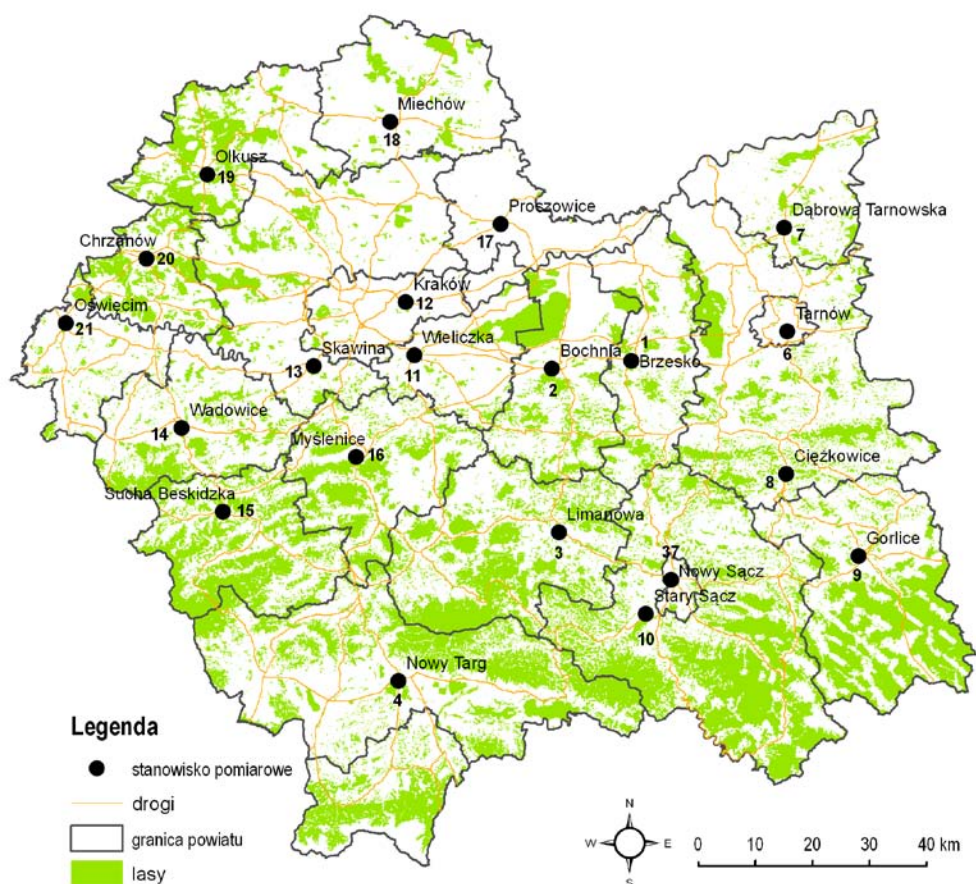 Miechów
18
Olkusz
19
Proszowice
17
Dąbrowa Tarnowska
7
Chrzanów
20
Kraków
12
Oświęcim
21
Tarnów
6
Wieliczka
11
Skawina
13
Bochnia
2
1
Brzesko
Wadowice
14
Myślenice
16
Ciężkowice
8
Sucha Beskidzka
15
Limanowa
3
Gorlice
9
37
Nowy Sącz
Stary Sącz
10
Nowy Targ
4
Legenda
stanowisko pomiarowe
drogi
granica powiatu
lasy
N
W
E
S
0 10 20 40 km